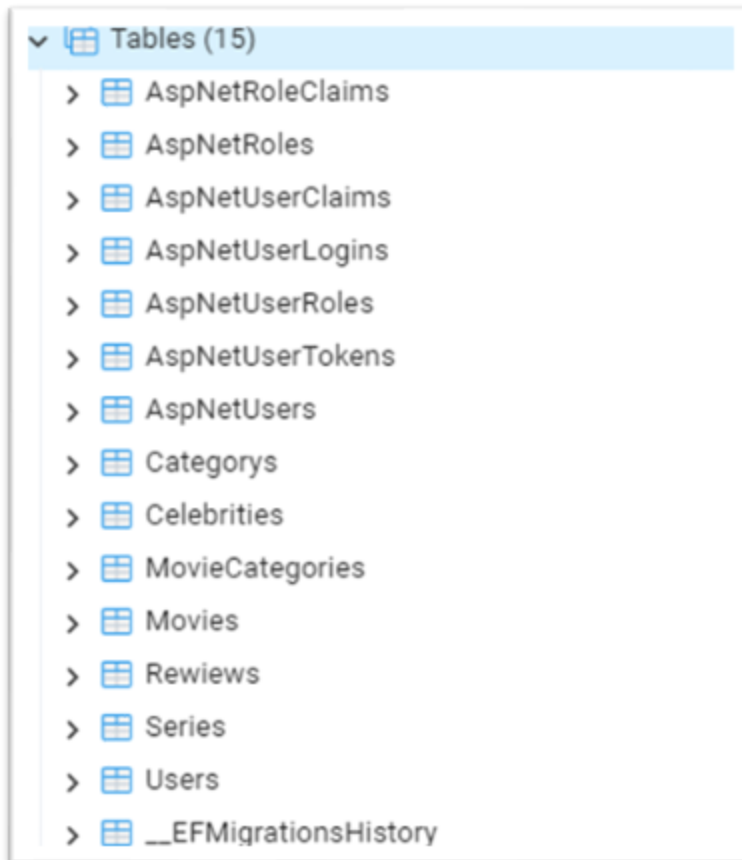 Tables (15)
AspNetRoleClaims
AspNetRoles
AspNetUserClaims
AspNetUserLogins
AspNetUserRoles
AspNetUserTokens
AspNetUsers
Categorys
Celebrities
MovieCategories
Movies
Rewiews
Series
Users
__EFMigrationsHistory